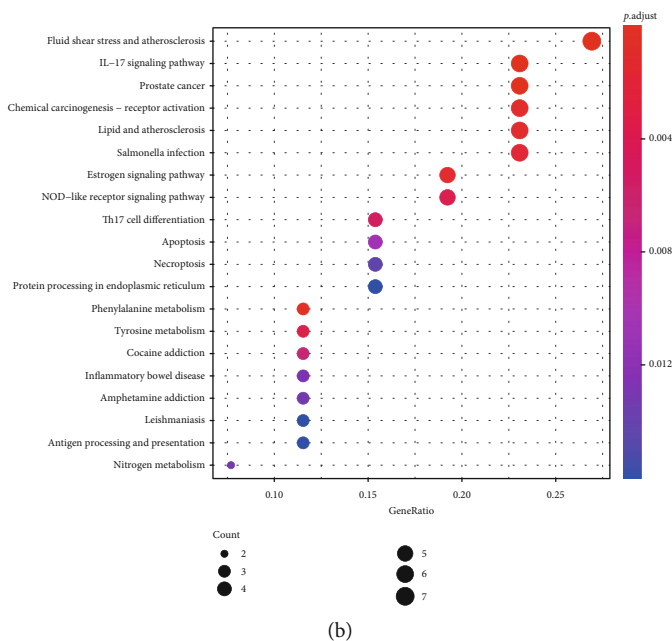 p.adjust
Fluid shear stress and atherosclerosis
IL−17 signaling pathway
Prostate cancer
Chemical carcinogenesis − receptor activation
Lipid and atherosclerosis
Salmonella infection
Estrogen signaling pathway
NOD−like receptor signaling pathway
Th17 cell differentiation
Apoptosis
Necroptosis
Protein processing in endoplasmic reticulum
Phenylalanine metabolism
Tyrosine metabolism
Cocaine addiction
Inflammatory bowel disease
Amphetamine addiction
Leishmaniasis
Antigen processing and presentation
Nitrogen metabolism
0.004
0.008
0.012
0.10 0.15 0.20 0.25
GeneRatio
Count
2
3
4
5
6
7
(b)